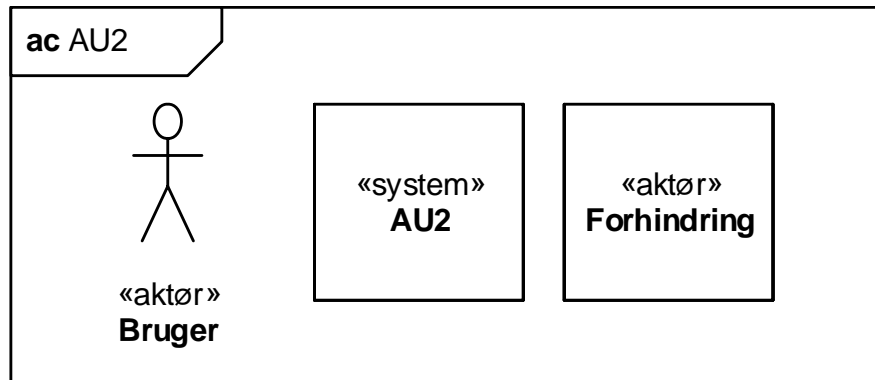 ac AU2
«aktør»
Bruger
«system»
AU2
«aktør»
Forhindring